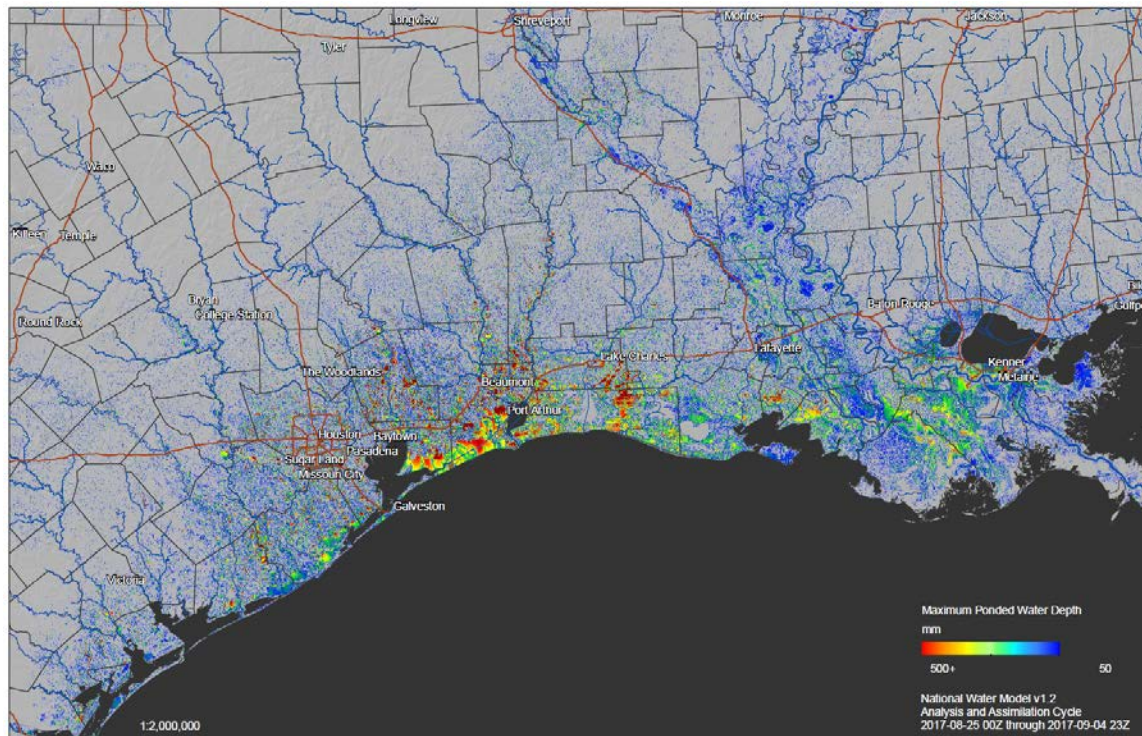 Longview
Shreveport
Monroe
Jackson
Tyler
Waco
Killeen
Temple
Bryan
College Station
Round Rock
Baton Rouge
Gulfp
The Woodlands
Lake Charles
Lafayette
Kenner
Metairie
Beaumont
Port Arthur
Houston
Baytown
Pasadena
Sugar Land
Missouri City
Galveston
Victoria
Maximum Ponded Water Depth
mm
500+ 50
National Water Model v1.2
Analysis and Assimilation Cycle
2017-08-25 00Z through 2017-09-04 23Z
1:2,000,000